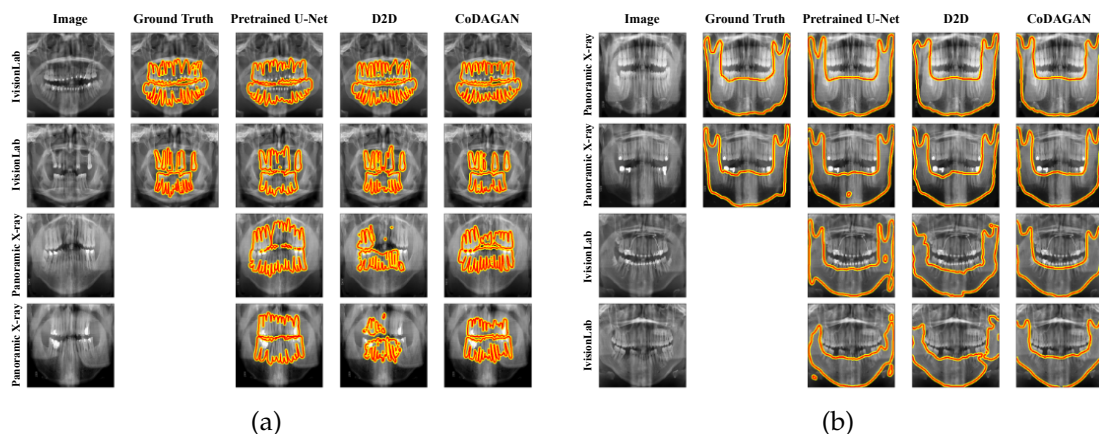 Image Ground Truth Pretrained U-Net D2D CoDAGAN
IvisionLab
IvisionLab
Panoramic X-ray
Panoramic X-ray
(a)
Image Ground Truth Pretrained U-Net D2D CoDAGAN
Panoramic X-ray
Panoramic X-ray
IvisionLab
IvisionLab
(b)